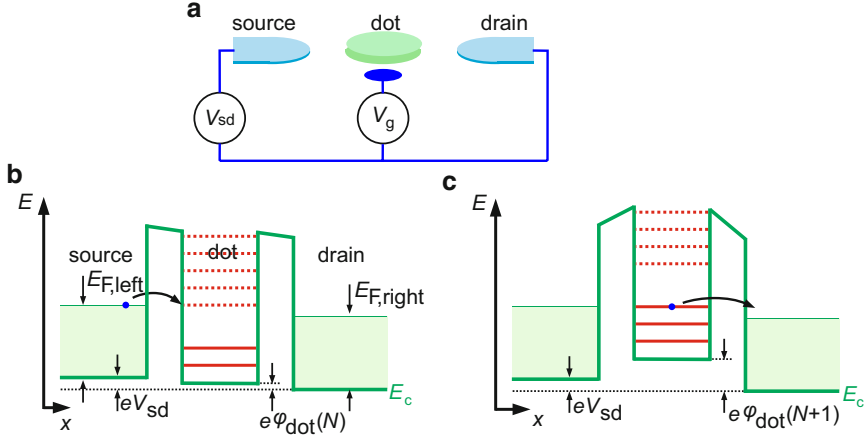 a
source dot drain
Vsd
Vg
b
E
source
dot
drain
EF,left
EF,right
Ec
eVsd
eφdot(N)
x
c
E
Ec
eVsd
eφdot(N+1)
x